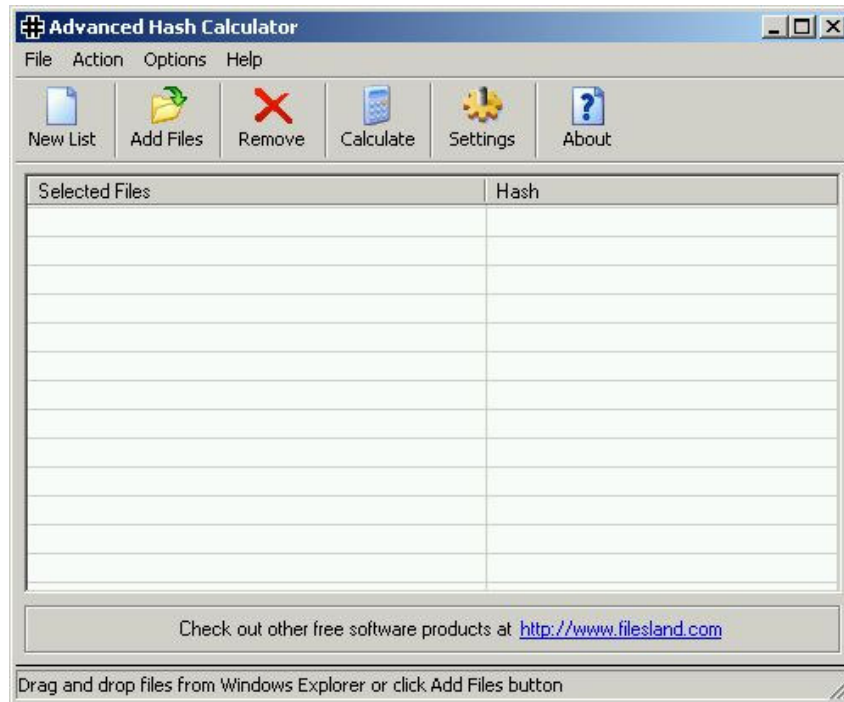 Advanced Hash Calculator
File Action Options Help
New List Add Files Remove Calculate Settings About
Selected Files Hash
Check out other free software products at http://www.filesland.com
Drag and drop files from Windows Explorer or click Add Files button